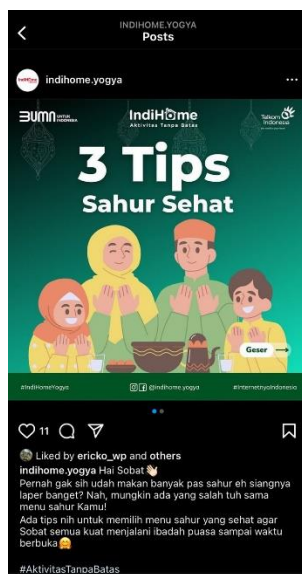 INDIHOME.YOGYA
Posts
indihome.yogya
BUMN UNTUK INDONESIA
IndiHome
Aktivitas Tanpa Batas
Telkom Indonesia
3 Tips
Sahur Sehat
Geser
#IndiHomeYogya
@indihome.yogya
#InternetnyaIndonesia
11
Liked by ericko_wp and others
indihome.yogya Hai Sobat👋
Pernah gak sih udah makan banyak pas sahur eh siangnya
laper banget? Nah, mungkin ada yang salah tuh sama
menu sahur Kamu!
Ada tips nih untuk memilih menu sahur yang sehat agar
Sobat semua kuat menjalani ibadah puasa sampai waktu
berbuka🤗
#AktivitasTanpaBatas